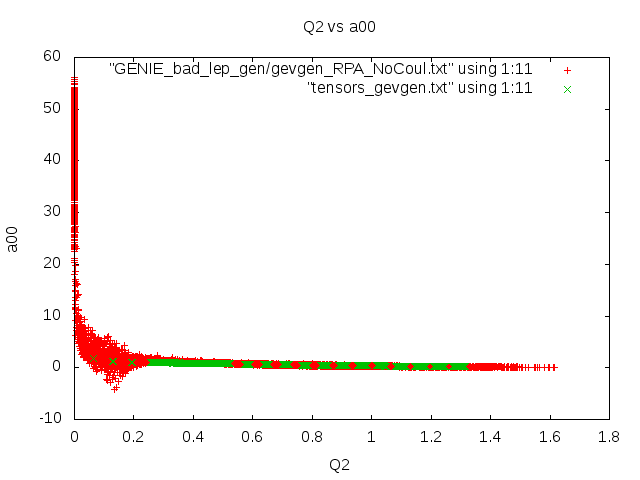 Q2 vs a00
60
"GENIE_bad_lep_gen/gevgen_RPA_NoCoul.txt" using 1:11
"tensors_gevgen.txt" using 1:11
50
40
30
a00
20
10
0
-10
0 0.2 0.4 0.6 0.8 1 1.2 1.4 1.6 1.8
Q2